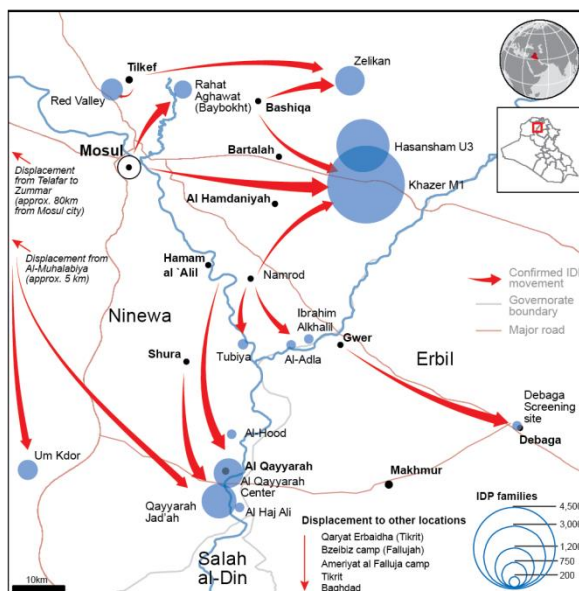 Zelikan
Tilkef
Red Valley
Rahat
Aghawat
(Baybokht)
Bashiqa
Hasansham U3
Mosul
Bartalah
Khazer M1
Displacement
from Telafar to
Zummar
(approx. 80km
from Mosul city)
Al Hamdaniyah
Displacement from
Al-Muhalabiya
(approx. 5 km)
Hamam
al `Alil
Namrod
Confirmed IDP
movement
Governorate
boundary
Major road
Ninewa
Ibrahim
Alkhalil
Shura
Tubiya
Al-Adla
Gwer
Erbil
Debaga
Screening
site
Debaga
Al-Hood
Um Kdor
Al Qayyarah
Al Qayyarah
Center
Makhmur
Qayyarah
Jad'ah
Al Haj Ali
IDP families
4,500
3,000
1,200
750
200
Displacement to other locations
Qaryat Erbaidha (Tikrit)
Bzeibiz camp (Fallujah)
Ameriyat al Falluja camp
Tikrit
Baghdad
Salah
al-Din
10km